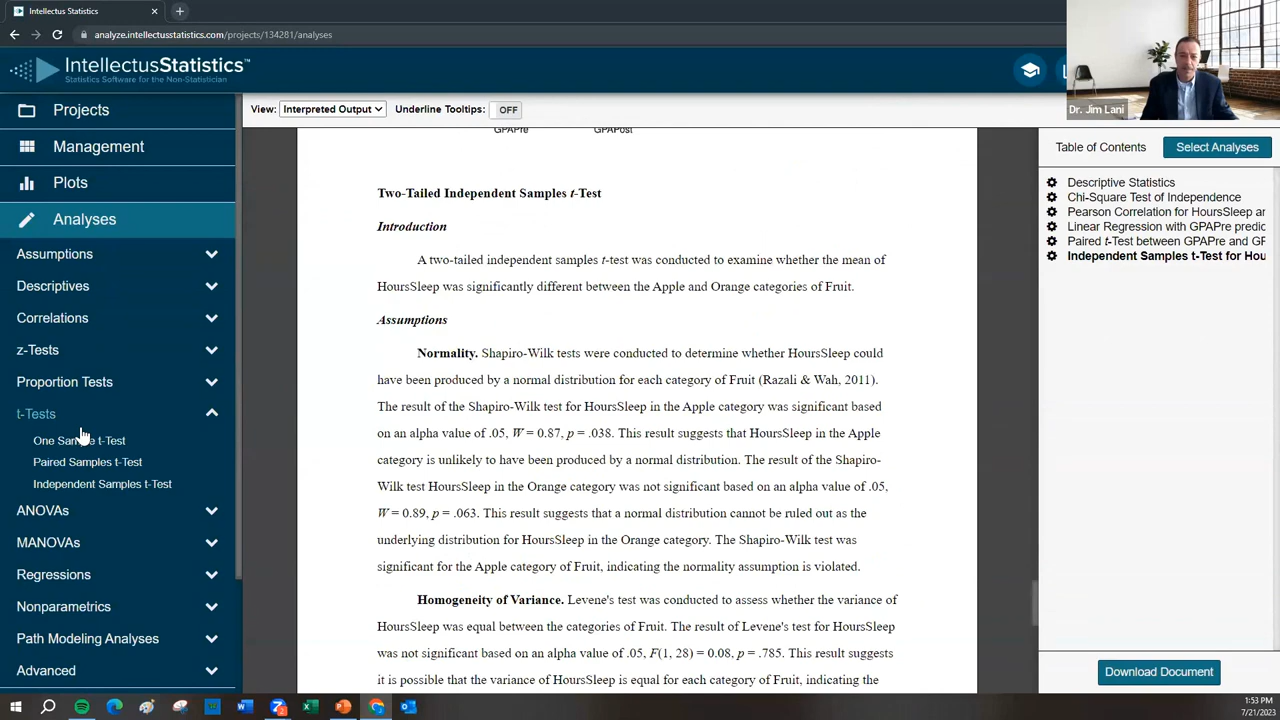 Intellectus Statistics
analyze.intellectusstatistics.com/projects/134281/analyses
IntellectusStatistics™
Statistics Software for the Non-Statistician
Dr. Jim Lani
Projects
Management
Plots
Analyses
Assumptions
Descriptives
Correlations
z-Tests
Proportion Tests
t-Tests
One Sample t-Test
Paired Samples t-Test
Independent Samples t-Test
ANOVAs
MANOVAs
Regressions
Nonparametrics
Path Modeling Analyses
Advanced
View: Interpreted Output Underline Tooltips: OFF
GPAPre GPAPost
Two-Tailed Independent Samples t-Test
Introduction
A two-tailed independent samples t-test was conducted to examine whether the mean of
HoursSleep was significantly different between the Apple and Orange categories of Fruit.
Assumptions
Normality. Shapiro-Wilk tests were conducted to determine whether HoursSleep could
have been produced by a normal distribution for each category of Fruit (Razali & Wah, 2011).
The result of the Shapiro-Wilk test for HoursSleep in the Apple category was significant based
on an alpha value of .05, W = 0.87, p = .038. This result suggests that HoursSleep in the Apple
category is unlikely to have been produced by a normal distribution. The result of the Shapiro-
Wilk test HoursSleep in the Orange category was not significant based on an alpha value of .05,
W = 0.89, p = .063. This result suggests that a normal distribution cannot be ruled out as the
underlying distribution for HoursSleep in the Orange category. The Shapiro-Wilk test was
significant for the Apple category of Fruit, indicating the normality assumption is violated.
Homogeneity of Variance. Levene's test was conducted to assess whether the variance of
HoursSleep was equal between the categories of Fruit. The result of Levene's test for HoursSleep
was not significant based on an alpha value of .05, F(1, 28) = 0.08, p = .785. This result suggests
it is possible that the variance of HoursSleep is equal for each category of Fruit, indicating the
Table of Contents Select Analyses
Descriptive Statistics
Chi-Square Test of Independence
Pearson Correlation for HoursSleep ar
Linear Regression with GPAPre predic
Paired t-Test between GPAPre and GF
Independent Samples t-Test for Hou
Download Document
1:53 PM
7/21/2023